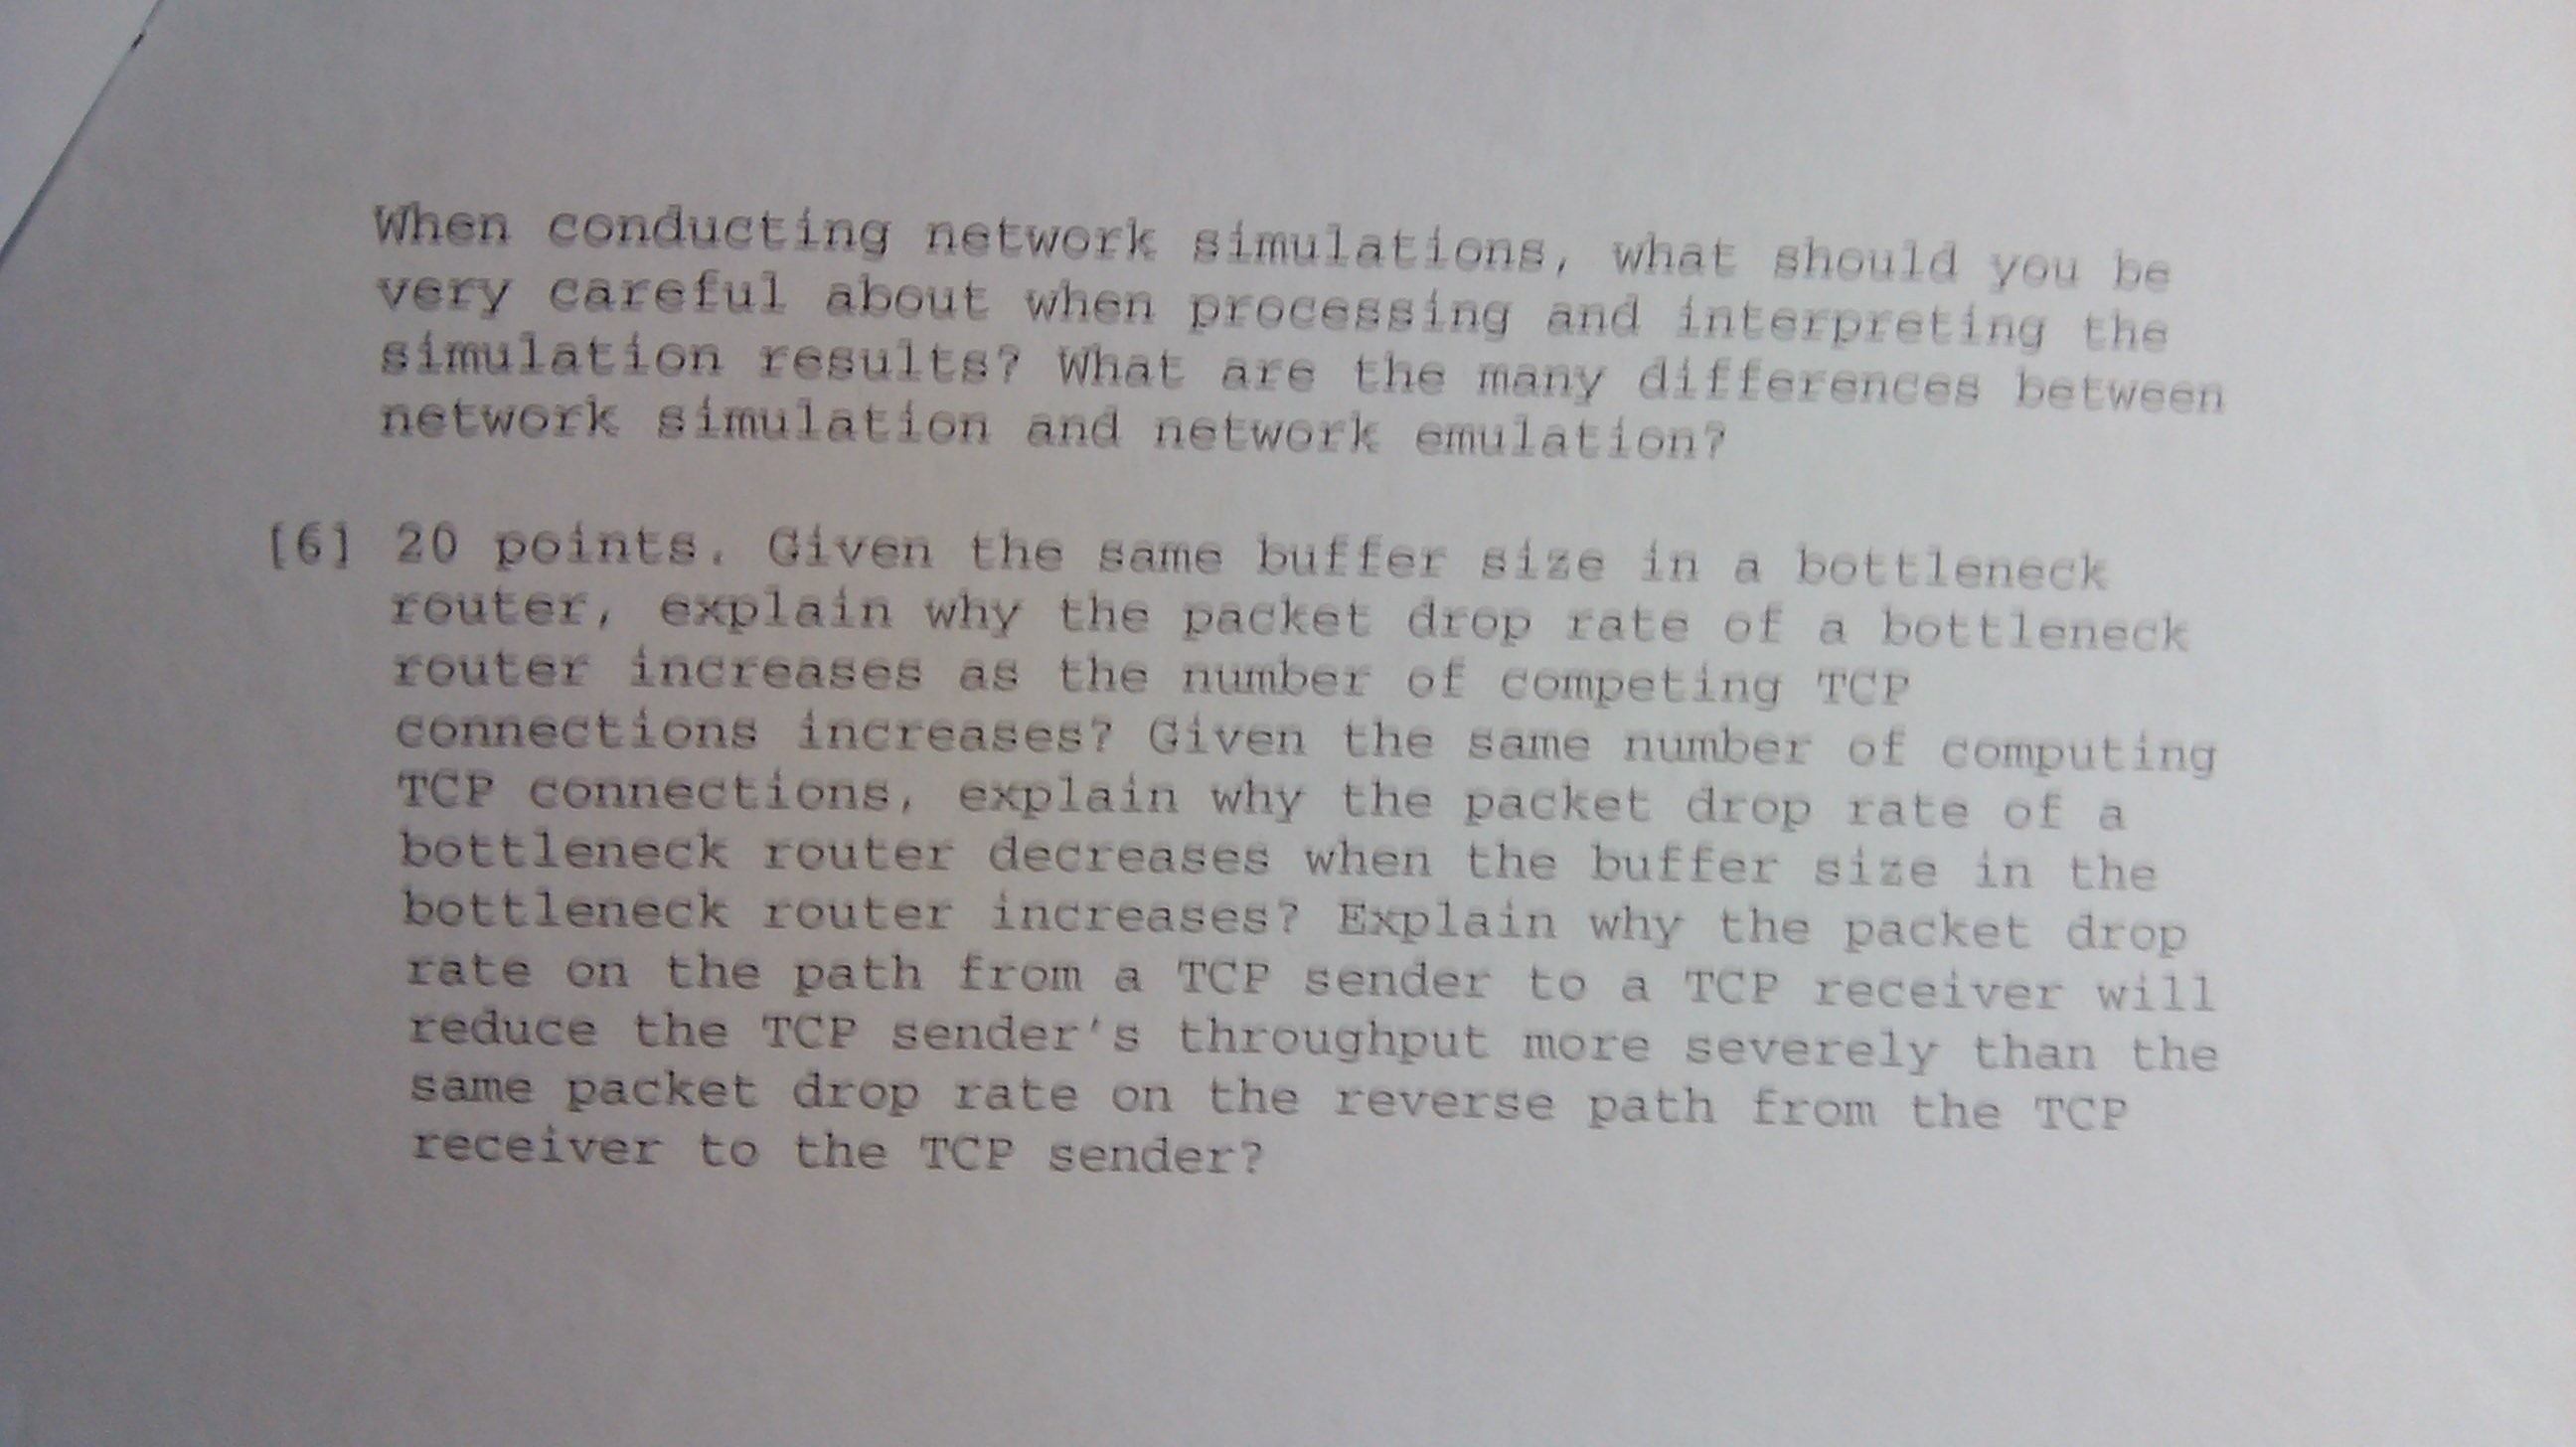 When conducting network simulations, what should you be
very careful about when processing and interpreting the
simulation results? What are the many differences between
network simulation and network emulation?
[6] 20 points. Given the same buffer size in a bottleneck
router, explain why the packet drop rate of a bottleneck
router increases as the number of competing TCP
connections increases? Given the same number of computing
TCP connections, explain why the packet drop rate of a
bottleneck router decreases when the buffer size in the
bottleneck router increases? Explain why the packet drop
rate on the path from a TCP sender to a TCP receiver will
reduce the TCP sender's throughput more severely than the
same packet drop rate on the reverse path from the TCP
receiver to the TCP sender?